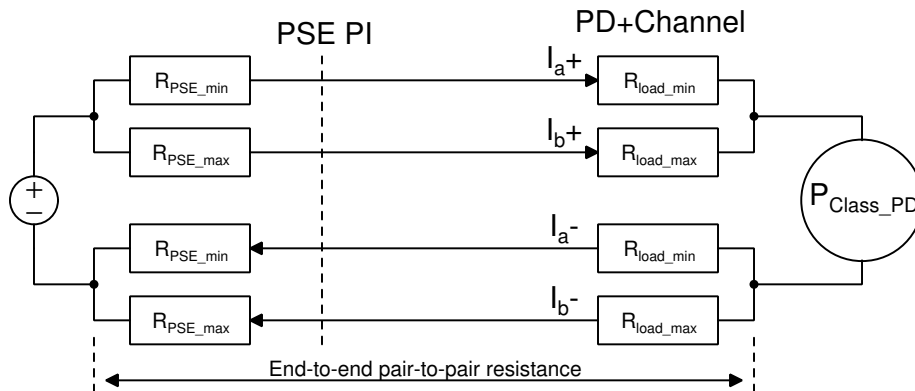 PSE PI
PD+Channel
R_PSE_min
I_a+
R_load_min
R_PSE_max
I_b+
R_load_max
+
−
P_Class_PD
R_PSE_min
I_a-
R_load_min
R_PSE_max
I_b-
R_load_max
End-to-end pair-to-pair resistance